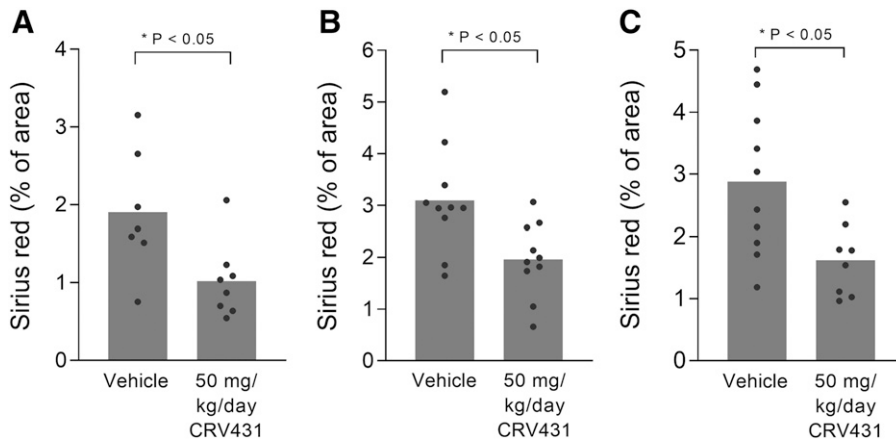 A
* P < 0.05
Sirius red (% of area)
4
3
2
1
0
Vehicle
50 mg/
kg/day
CRV431
B
* P < 0.05
Sirius red (% of area)
6
5
4
3
2
1
0
Vehicle
50 mg/
kg/day
CRV431
C
* P < 0.05
Sirius red (% of area)
5
4
3
2
1
0
Vehicle
50 mg/
kg/day
CRV431